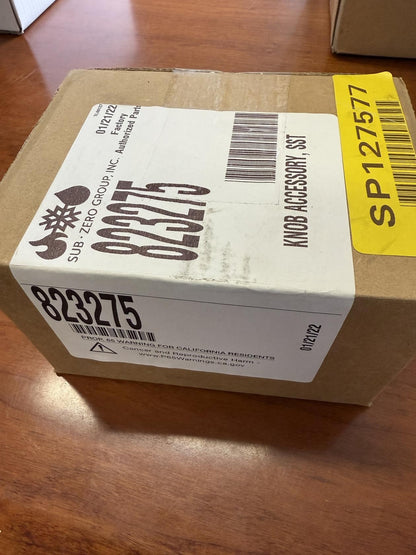 SUB·ZERO GROUP, INC.
01/21/22
Factory
Authorized Parts
823275
KNOB ACCESSORY, SST
SP127577
823275
PROP 65 WARNING FOR CALIFORNIA RESIDENTS
Cancer and Reproductive Harm -
www.P65Warnings.ca.gov
01/21/22